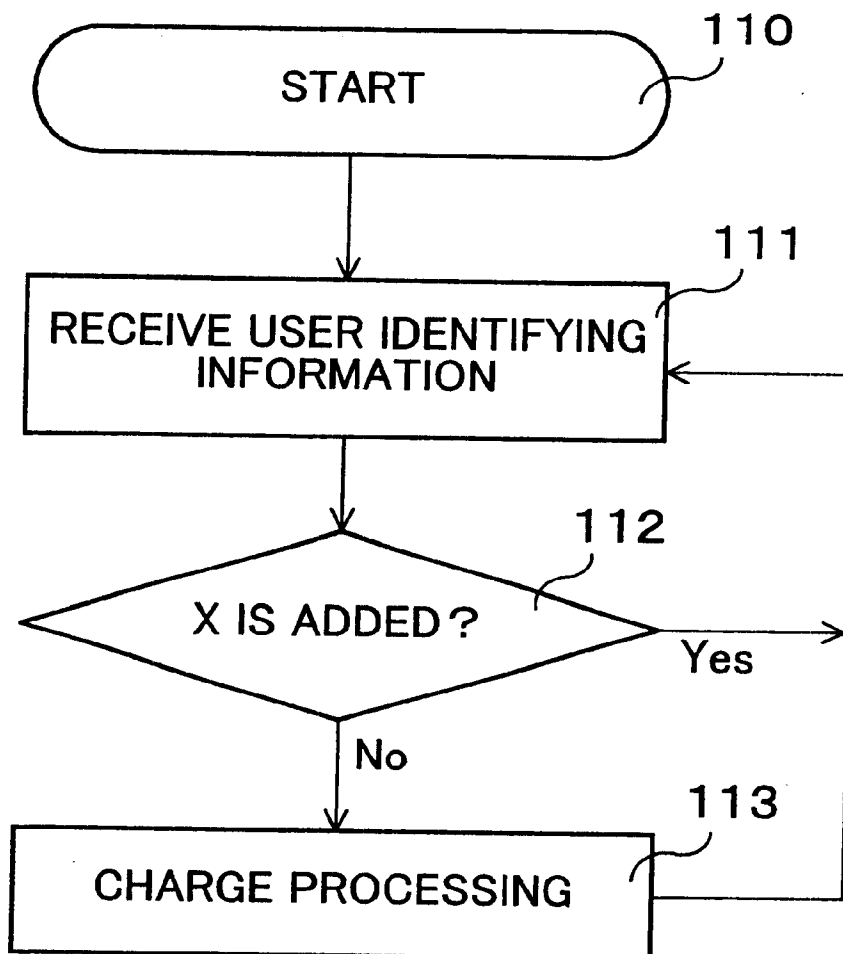 110
START
111
RECEIVE USER IDENTIFYING
INFORMATION
112
X IS ADDED?
Yes
No
113
CHARGE PROCESSING